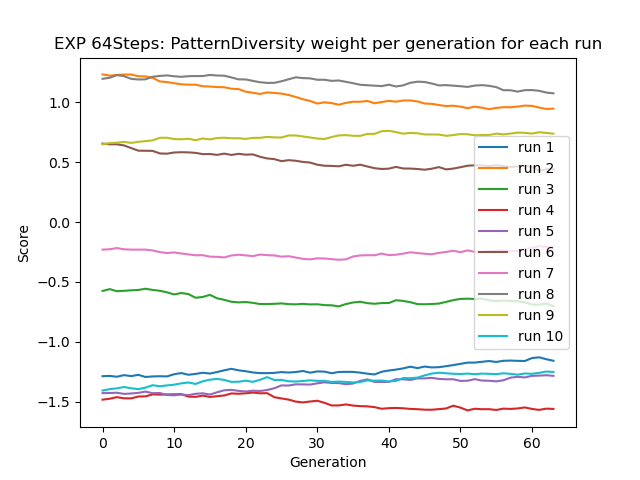 EXP 64Steps: PatternDiversity weight per generation for each run
Score
1.0
0.5
0.0
−0.5
−1.0
−1.5
run 1
run 2
run 3
run 4
run 5
run 6
run 7
run 8
run 9
run 10
0 10 20 30 40 50 60
Generation